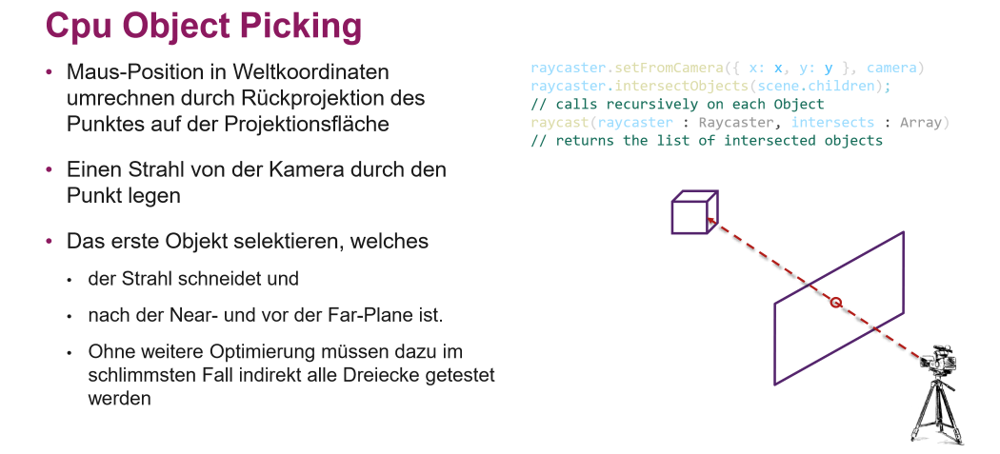 Cpu Object Picking
• Maus-Position in Weltkoordinaten
umrechnen durch Rückprojektion des
Punktes auf der Projektionsfläche
• Einen Strahl von der Kamera durch den
Punkt legen
• Das erste Objekt selektieren, welches
• der Strahl schneidet und
• nach der Near- und vor der Far-Plane ist.
• Ohne weitere Optimierung müssen dazu im
schlimmsten Fall indirekt alle Dreiecke getestet
werden
raycaster.setFromCamera({ x: x, y: y }, camera)
raycaster.intersectObjects(scene.children);
// calls recursively on each Object
raycast(raycaster : Raycaster, intersects : Array)
// returns the list of intersected objects